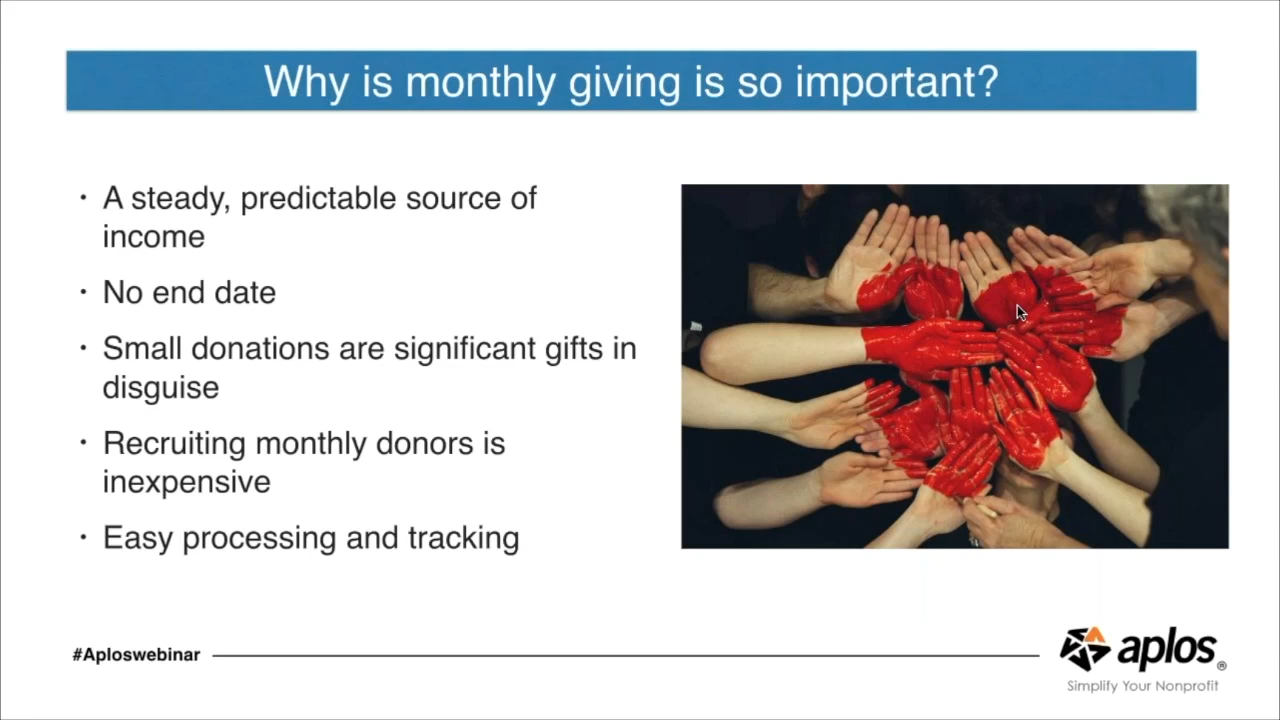 Why is monthly giving is so important?
· A steady, predictable source of
income
· No end date
· Small donations are significant gifts in
disguise
· Recruiting monthly donors is
inexpensive
· Easy processing and tracking
#Aploswebinar
aplos®
Simplify Your Nonprofit